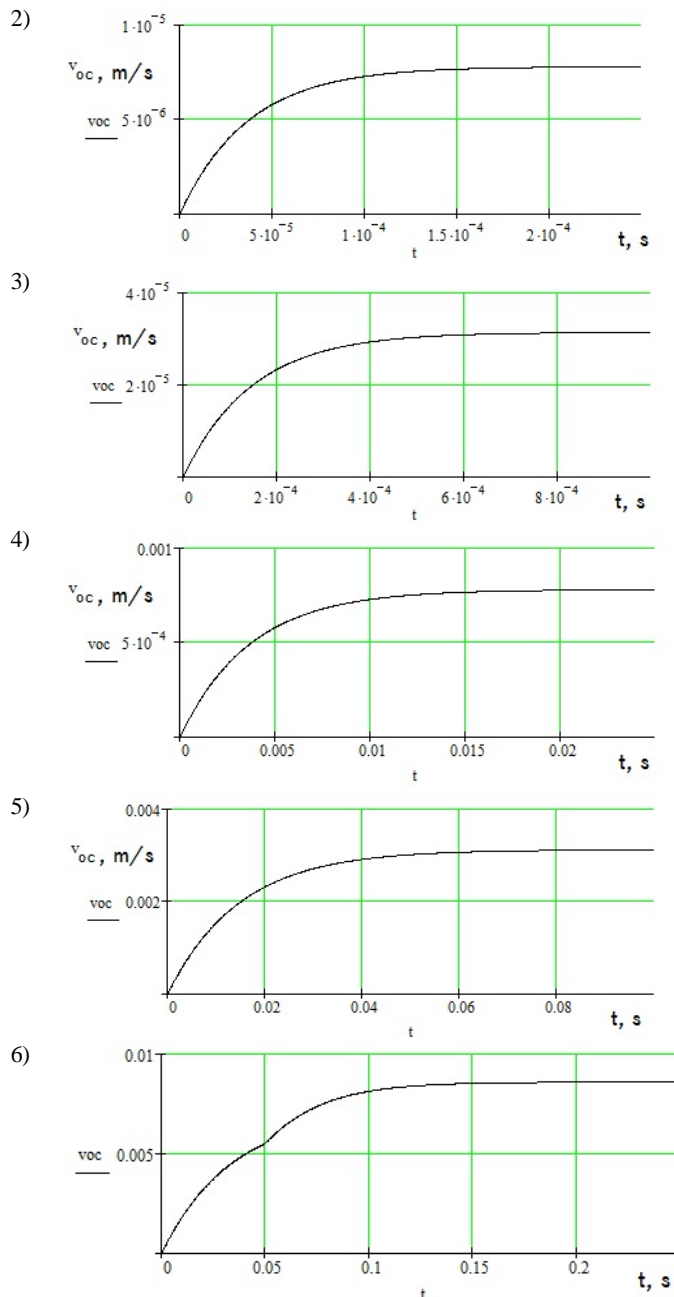 2)
1·10⁻⁵
v_oc, m/s
voc 5·10⁻⁶
0 5·10⁻⁵ 1·10⁻⁴ 1.5·10⁻⁴ 2·10⁻⁴
t
t, s
3)
4·10⁻⁵
v_oc, m/s
voc 2·10⁻⁵
0 2·10⁻⁴ 4·10⁻⁴ 6·10⁻⁴ 8·10⁻⁴
t
t, s
4)
0.001
v_oc, m/s
voc 5·10⁻⁴
0 0.005 0.01 0.015 0.02
t
t, s
5)
0.004
v_oc, m/s
voc 0.002
0 0.02 0.04 0.06 0.08
t
t, s
6)
0.01
voc 0.005
0 0.05 0.1 0.15 0.2
t
t, s